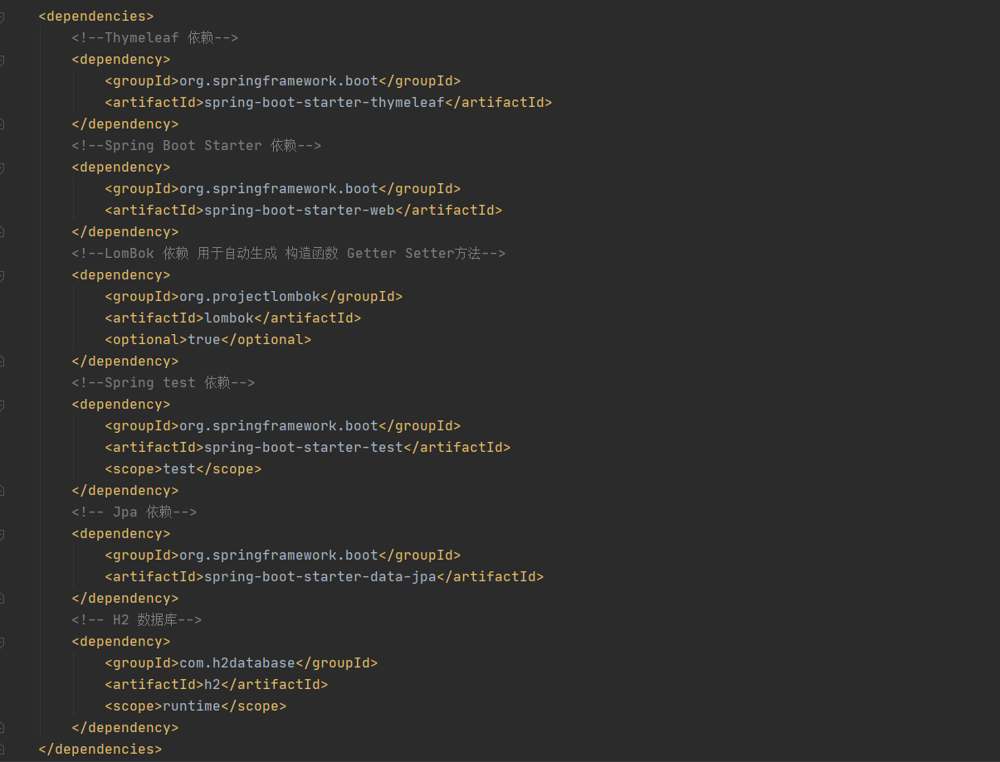 <dependencies>
<!--Thymeleaf 依赖-->
<dependency>
<groupId>org.springframework.boot</groupId>
<artifactId>spring-boot-starter-thymeleaf</artifactId>
</dependency>
<!--Spring Boot Starter 依赖-->
<dependency>
<groupId>org.springframework.boot</groupId>
<artifactId>spring-boot-starter-web</artifactId>
</dependency>
<!--LomBok 依赖 用于自动生成 构造函数 Getter Setter方法-->
<dependency>
<groupId>org.projectlombok</groupId>
<artifactId>lombok</artifactId>
<optional>true</optional>
</dependency>
<!--Spring test 依赖-->
<dependency>
<groupId>org.springframework.boot</groupId>
<artifactId>spring-boot-starter-test</artifactId>
<scope>test</scope>
</dependency>
<!-- Jpa 依赖-->
<dependency>
<groupId>org.springframework.boot</groupId>
<artifactId>spring-boot-starter-data-jpa</artifactId>
</dependency>
<!-- H2 数据库-->
<dependency>
<groupId>com.h2database</groupId>
<artifactId>h2</artifactId>
<scope>runtime</scope>
</dependency>
</dependencies>